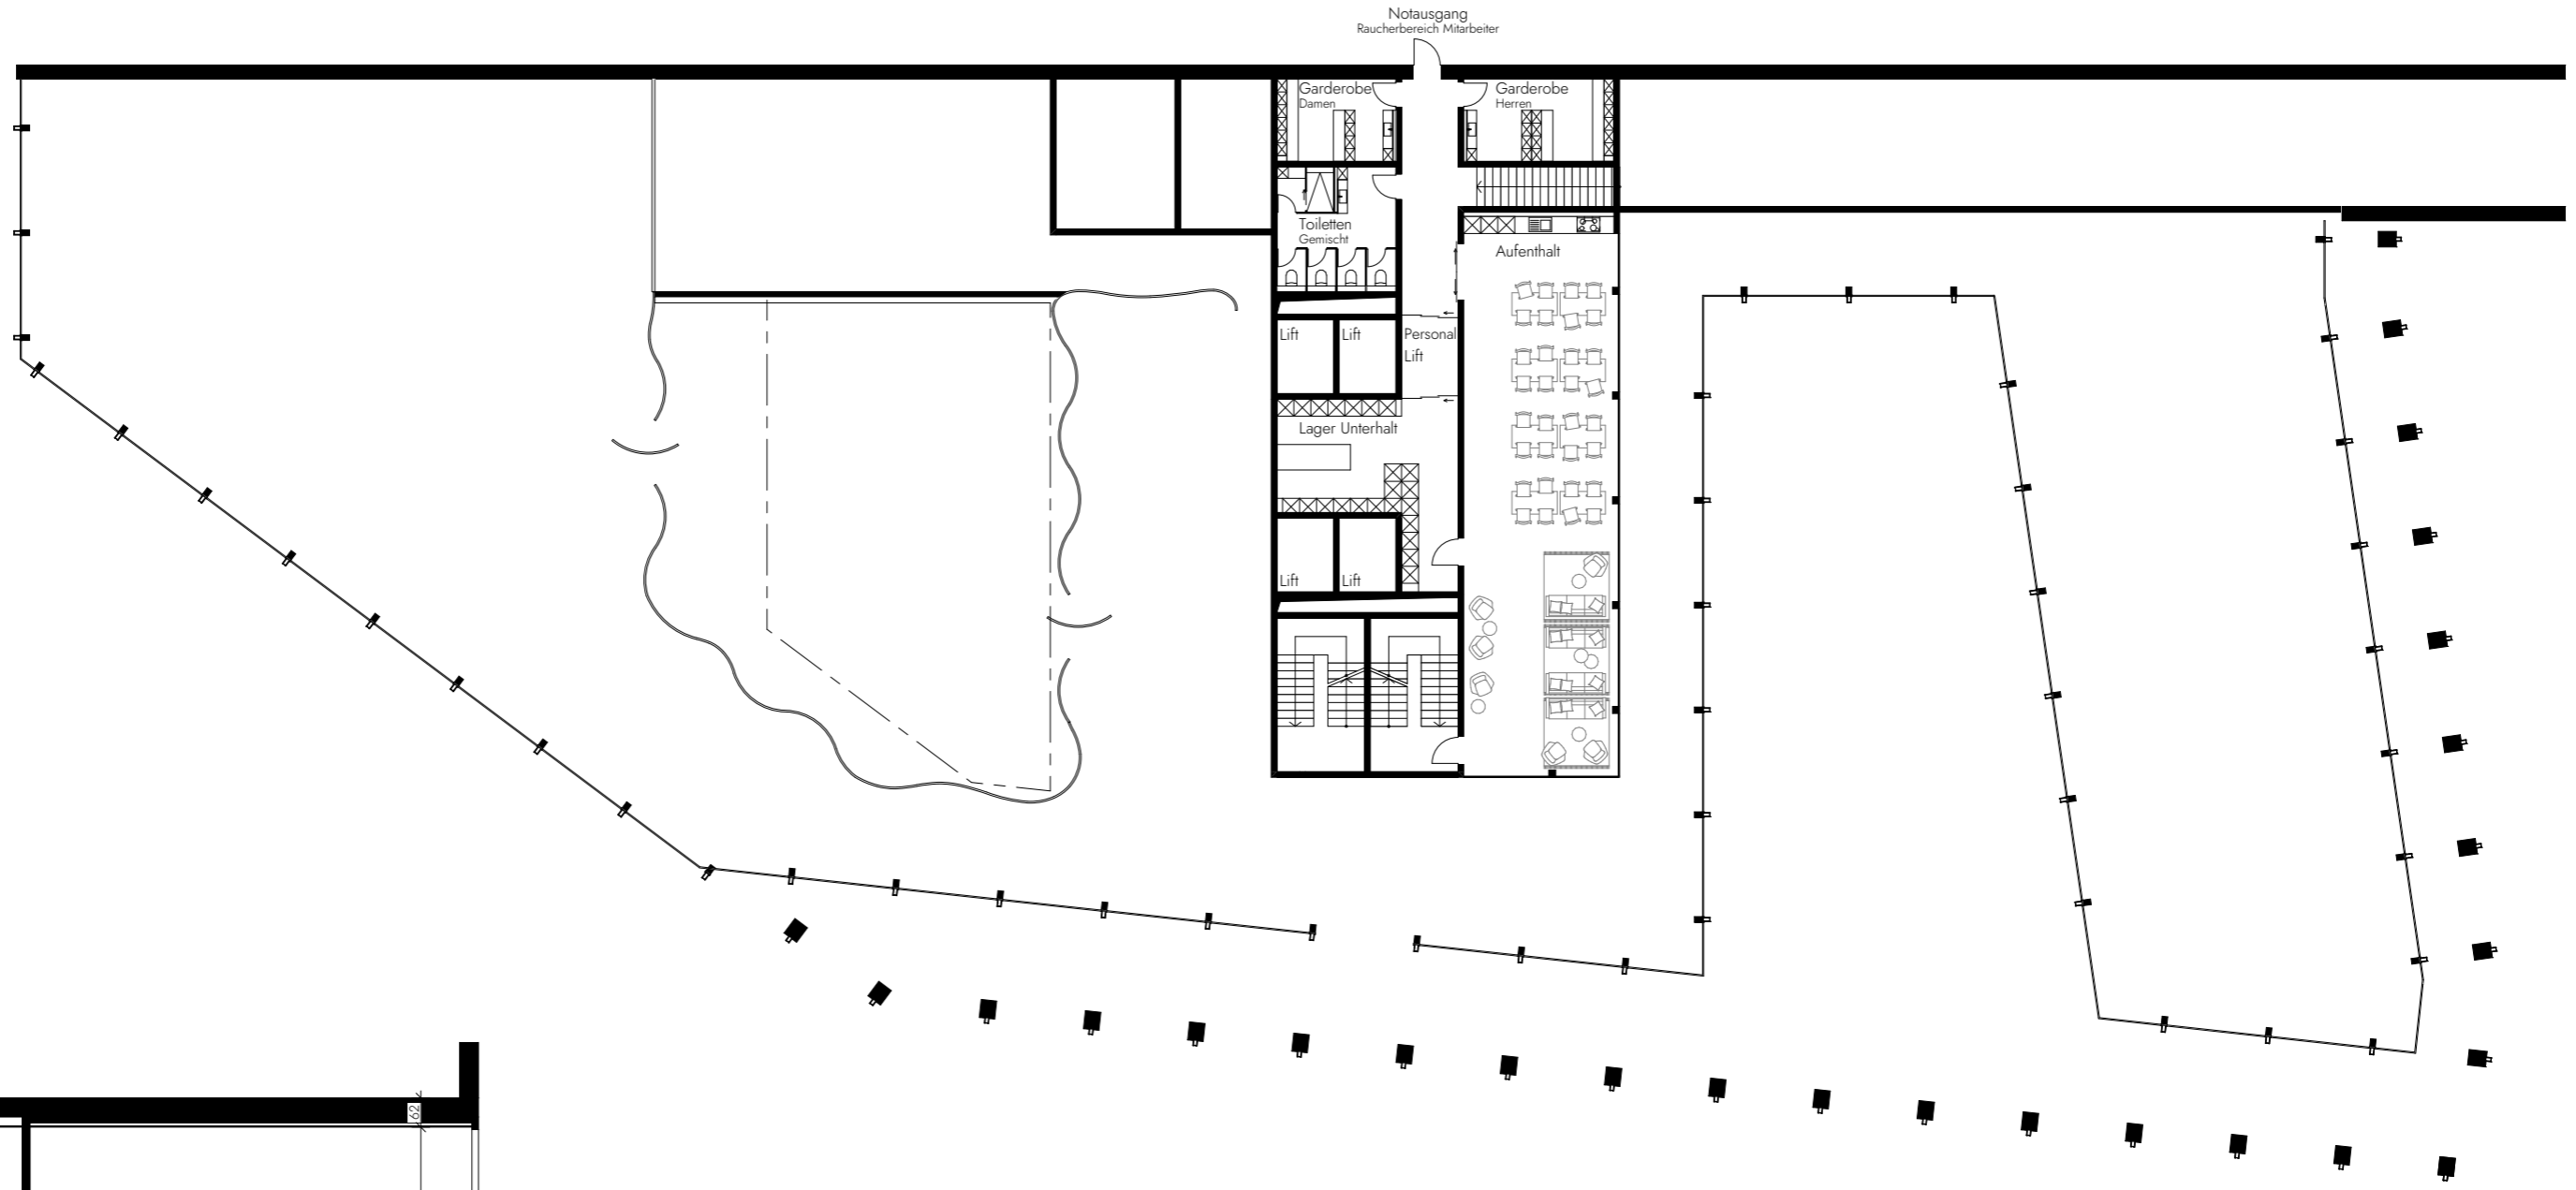 Notausgang
Raucherbereich Mitarbeiter
Garderobe
Damen
Garderobe
Herren
Toiletten
Gemischt
Aufenthalt
Lift
Lift
Personal
Lift
Lager Unterhalt
Lift
Lift
62